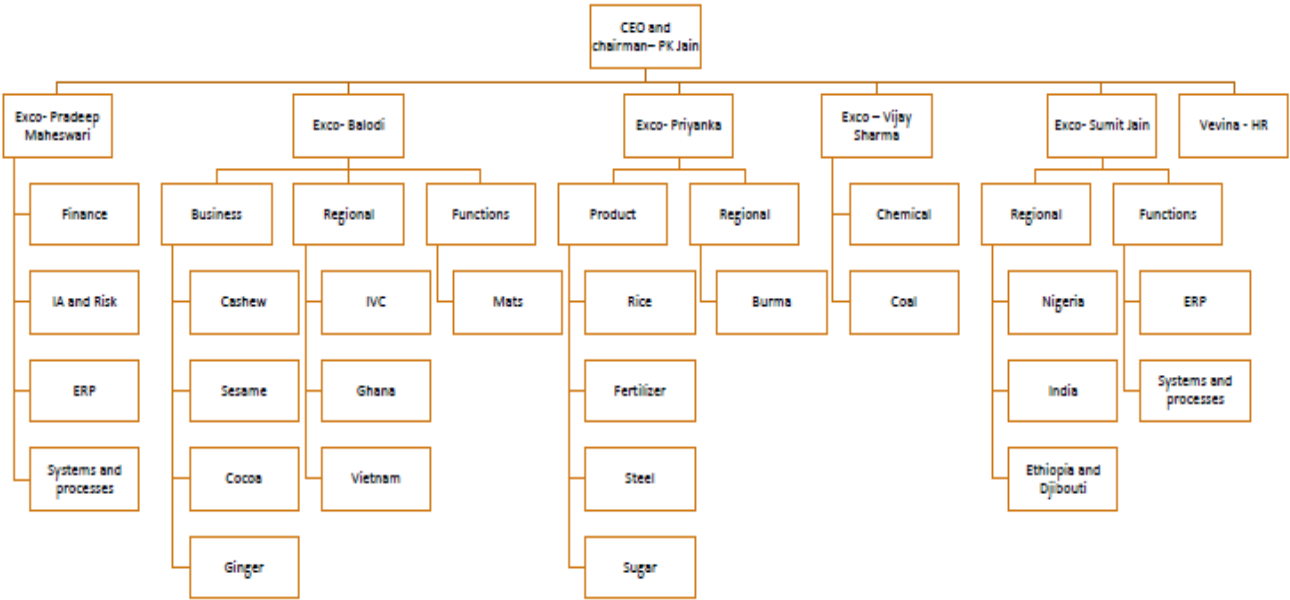 CEO and
chairman– PK Jain
Exco- Pradeep
Maheswari
Exco- Balodi
Exco- Priyanka
Exco – Vijay
Sharma
Exco- Sumit Jain
Vevina - HR
Finance
Business
Regional
Functions
Product
Regional
Chemical
Regional
Functions
IA and Risk
Cashew
IVC
Mats
Rice
Burma
Coal
Nigeria
ERP
ERP
Sesame
Ghana
Fertilizer
India
Systems and
processes
Systems and
processes
Cocoa
Vietnam
Steel
Ethiopia and
Djibouti
Ginger
Sugar